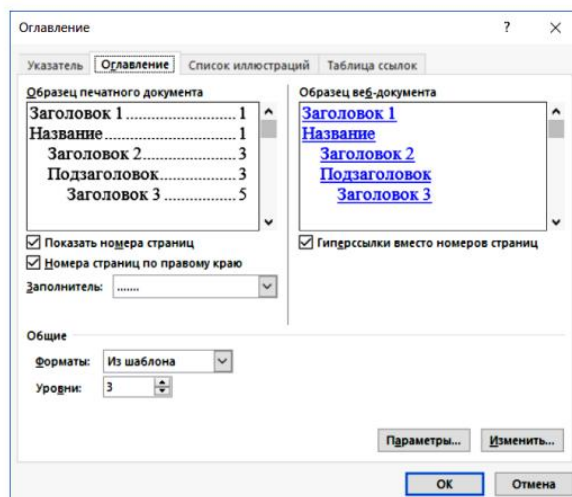 Оглавление ? ×
Указатель Оглавление Список иллюстраций Таблица ссылок
Образец печатного документа
Заголовок 1.......................... 1
Название............................... 1
Заголовок 2....................... 3
Подзаголовок.................... 3
Заголовок 3 ................... 5
Показать номера страниц
Номера страниц по правому краю
Заполнитель: .......
Образец веб-документа
Заголовок 1
Название
Заголовок 2
Подзаголовок
Заголовок 3
Гиперссылки вместо номеров страниц
Общие
Форматы: Из шаблона
Уровни: 3
Параметры... Изменить...
ОК Отмена